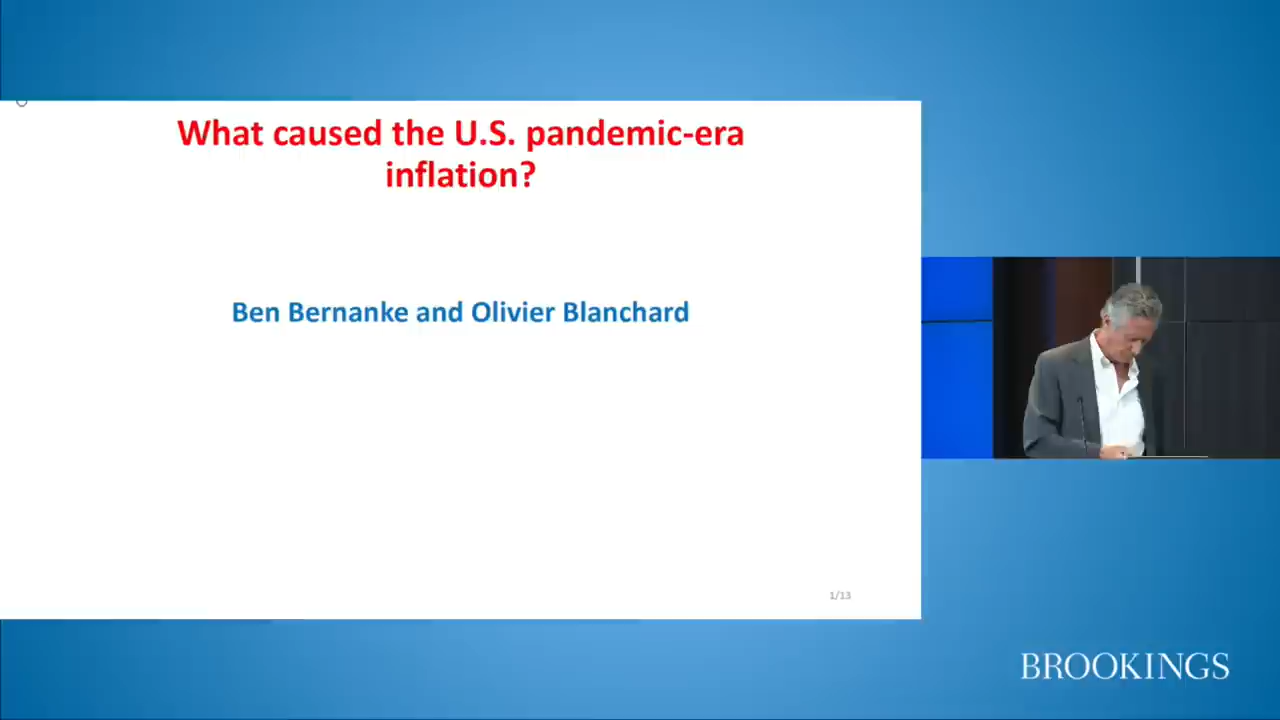 What caused the U.S. pandemic-era
inflation?
Ben Bernanke and Olivier Blanchard
1/13
BROOKINGS